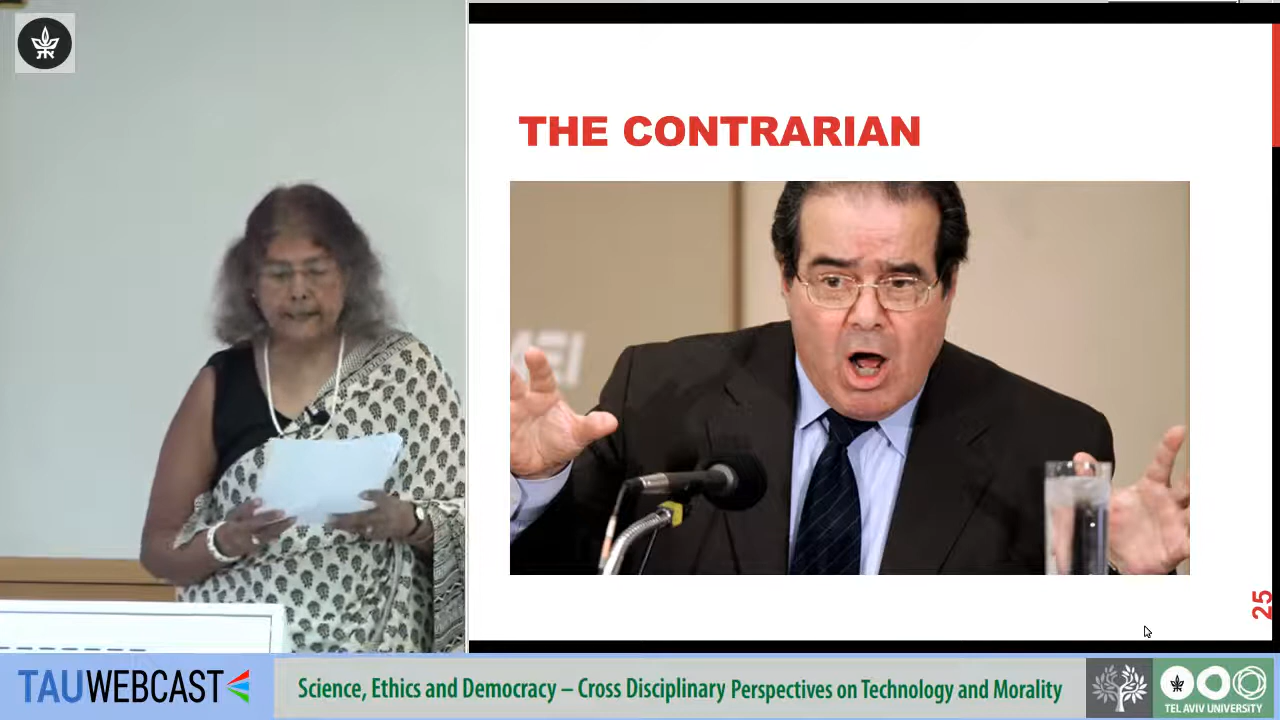 THE CONTRARIAN
AEI
25
TAUWEBCAST
Science, Ethics and Democracy – Cross Disciplinary Perspectives on Technology and Morality
TEL AVIV UNIVERSITY